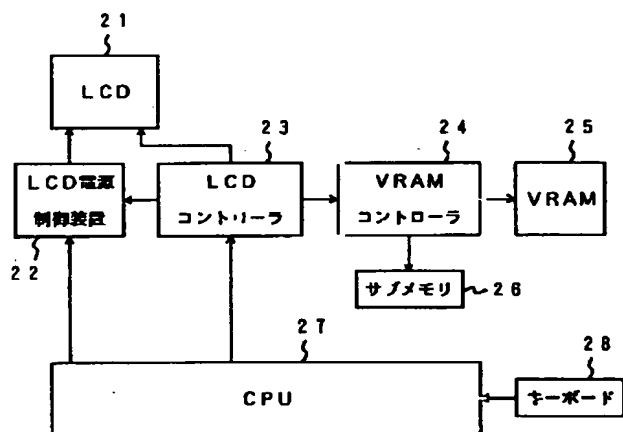 21
LCD
23
24
25
LCD電源
制御装置
LCD
コントローラ
VRAM
コントローラ
VRAM
22
サブメモリ
26
27
28
CPU
キーボード